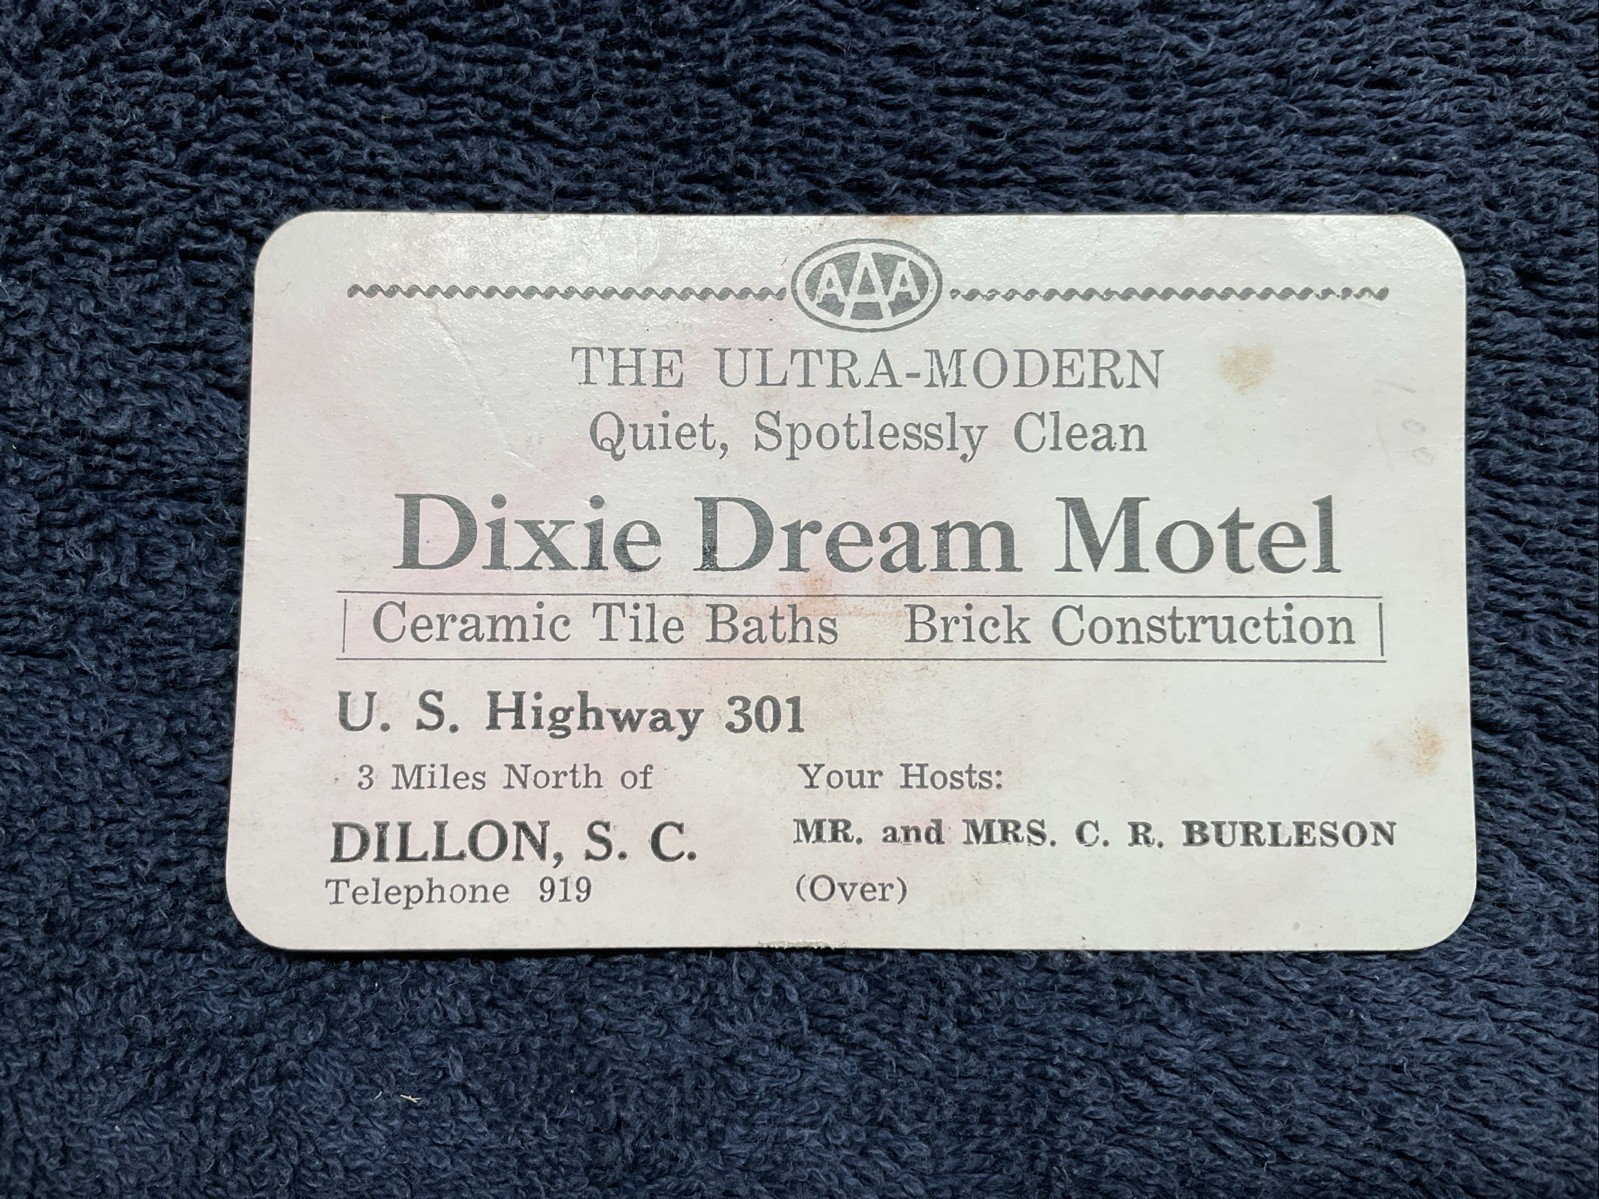 AAA
THE ULTRA-MODERN
Quiet, Spotlessly Clean
Dixie Dream Motel
Ceramic Tile Baths Brick Construction
U. S. Highway 301
3 Miles North of
DILLON, S. C.
Telephone 919
Your Hosts:
MR. and MRS. C. R. BURLESON
(Over)